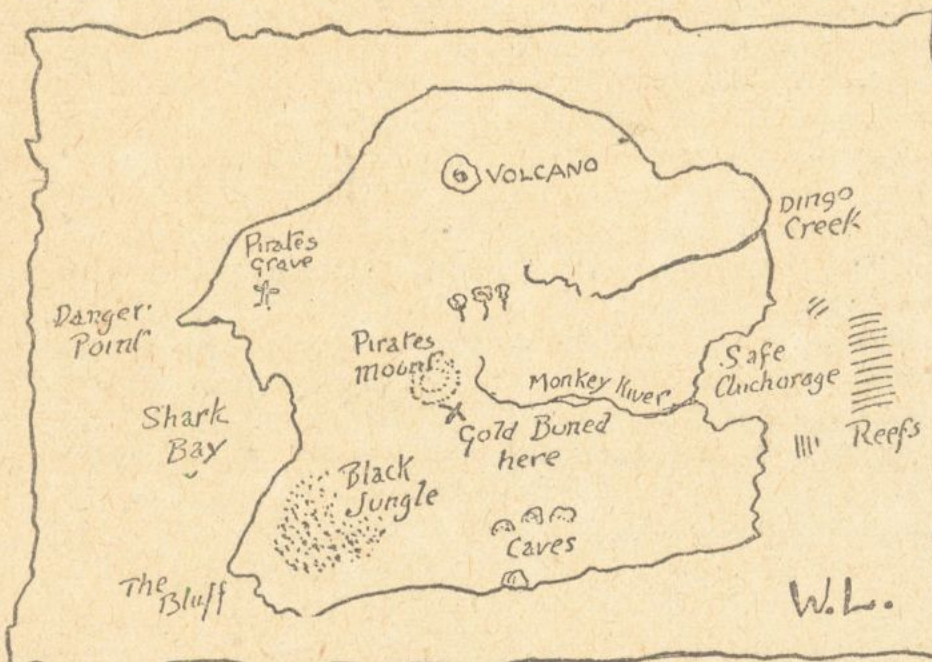 VOLCANO
Dingo
Creek
Pirates
Grave
Danger
Point
Pirates
mount
Safe
Anchorage
Monkey River
Shark
Bay
Gold Buried
here
Reefs
Black
Jungle
Caves
The
Bluff
W.L.